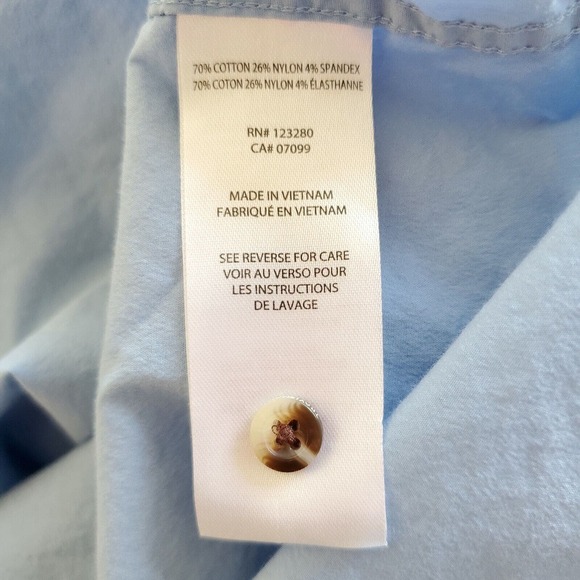 70% COTTON 26% NYLON 4% SPANDEX
70% COTON 26% NYLON 4% ÉLASTHANNE
RN# 123280
CA# 07099
MADE IN VIETNAM
FABRIQUÉ EN VIETNAM
SEE REVERSE FOR CARE
VOIR AU VERSO POUR
LES INSTRUCTIONS
DE LAVAGE